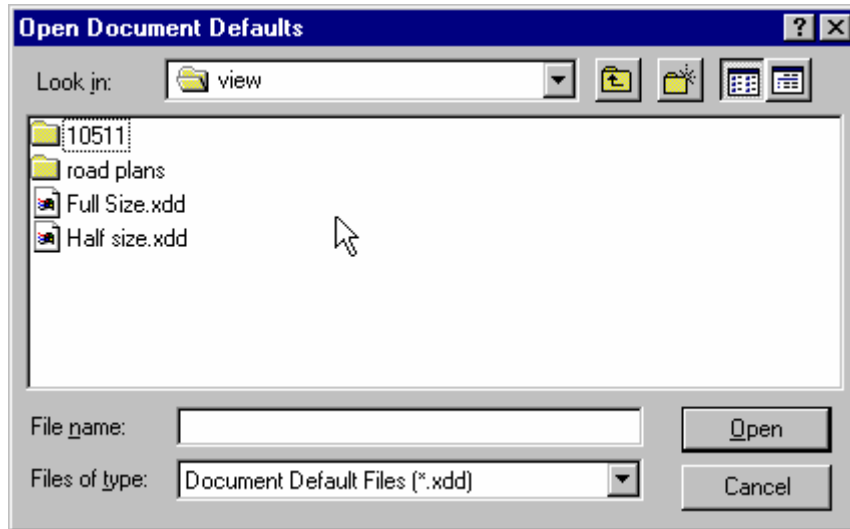 Open Document Defaults
Look in: view
10511
road plans
Full Size.xdd
Half size.xdd
File name: Open
Files of type: Document Default Files (*.xdd) Cancel